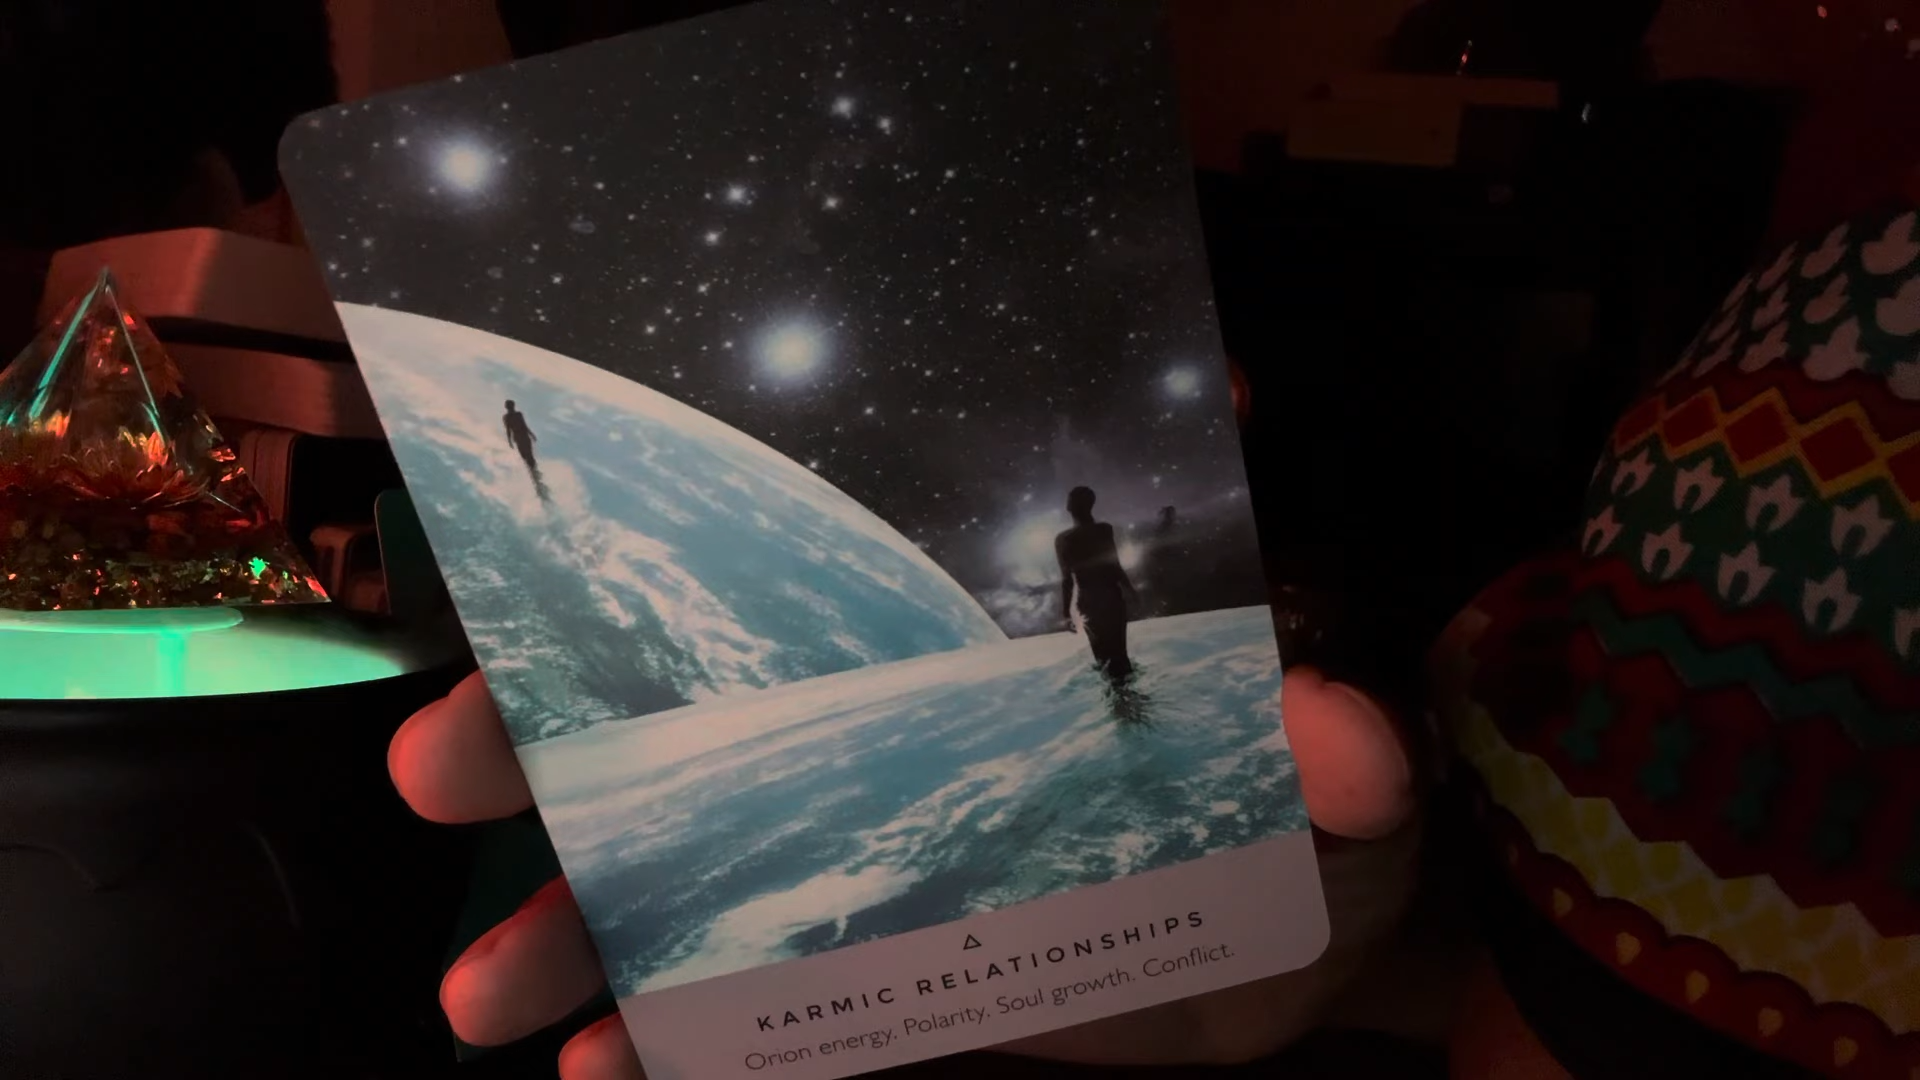 KARMIC RELATIONSHIPS
Orion energy. Polarity. Soul growth. Conflict.